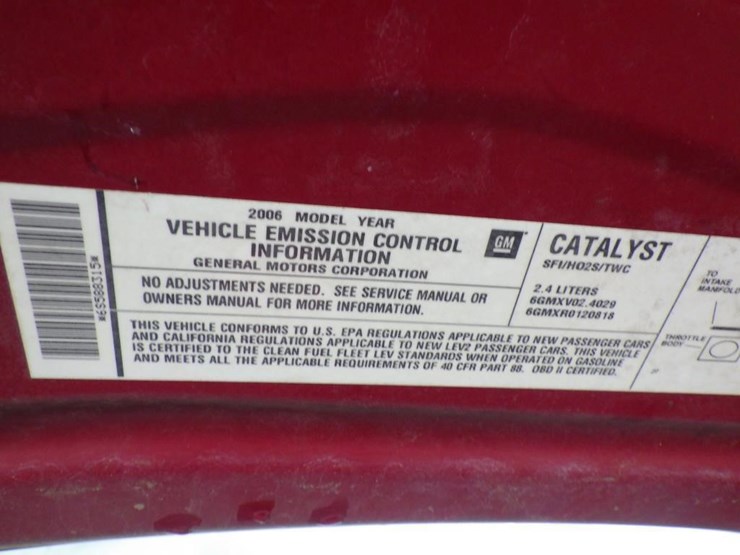 *6S588315*
2006 MODEL YEAR
VEHICLE EMISSION CONTROL
INFORMATION
GENERAL MOTORS CORPORATION
GM
NO ADJUSTMENTS NEEDED. SEE SERVICE MANUAL OR
OWNERS MANUAL FOR MORE INFORMATION.
THIS VEHICLE CONFORMS TO U.S. EPA REGULATIONS APPLICABLE TO NEW PASSENGER CARS
AND CALIFORNIA REGULATIONS APPLICABLE TO NEW LEV2 PASSENGER CARS. THIS VEHICLE
IS CERTIFIED TO THE CLEAN FUEL FLEET LEV STANDARDS WHEN OPERATED ON GASOLINE
AND MEETS ALL THE APPLICABLE REQUIREMENTS OF 40 CFR PART 88. OBD II CERTIFIED.
CATALYST
SFI/HO2S/TWC
2.4 LITERS
6GMXV02.4029
6GMXR0120818
TO
INTAKE
MANIFOLD
THROTTLE
BODY